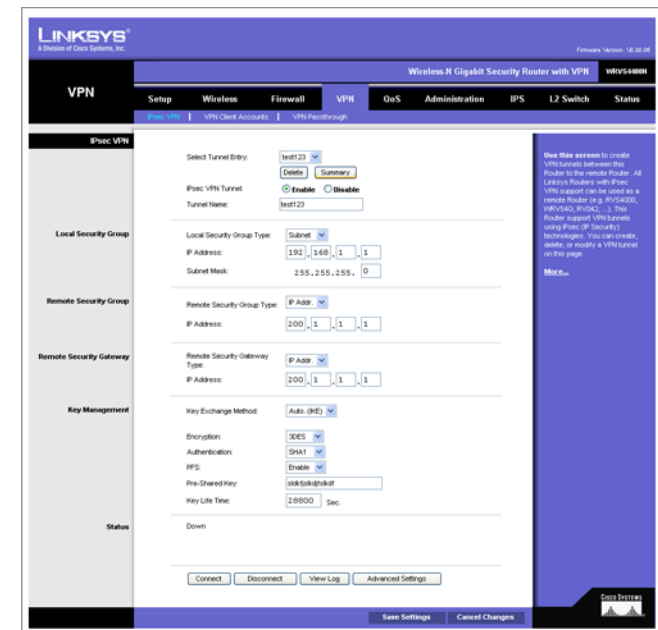 LINKSYS®
A Division of Cisco Systems, Inc.
Firmware Version: V0.00.06
Wireless-N Gigabit Security Router with VPN WRVS4400N
VPN
Setup Wireless Firewall VPN QoS Administration IPS L2 Switch Status
IPsec VPN | VPN Client Accounts | VPN Passthrough
IPsec VPN
Select Tunnel Entry: test123
Delete Summary
IPsec VPN Tunnel Enable Disable
Tunnel Name: test123
Local Security Group
Local Security Group Type: Subnet
IP Address: 192 . 168 . 1 . 1
Subnet Mask: 255.255.255. 0
Remote Security Group
Remote Security Group Type: IP Addr.
IP Address: 200 . 1 . 1 . 1
Remote Security Gateway
Remote Security Gateway Type: IP Addr.
IP Address: 200 . 1 . 1 . 1
Key Management
Key Exchange Method: Auto. (IKE)
Encryption: 3DES
Authentication: SHA1
PFS: Enable
Pre-Shared Key:
Key Life Time: 28800 Sec.
Status
Down
Connect Disconnect View Log Advanced Settings
Save Settings Cancel Changes
Use this screen to create
VPN tunnels between this
Router to the remote Router. All
Linksys Routers with IPsec
VPN support can be used as a
remote Router (e.g. RVS4000,
WRV54G, RV042, ...). This
Router support VPN tunnels
using IPsec (IP Security)
technologies. You can create,
delete, or modify a VPN tunnel
on this page.
More...
CISCO SYSTEMS